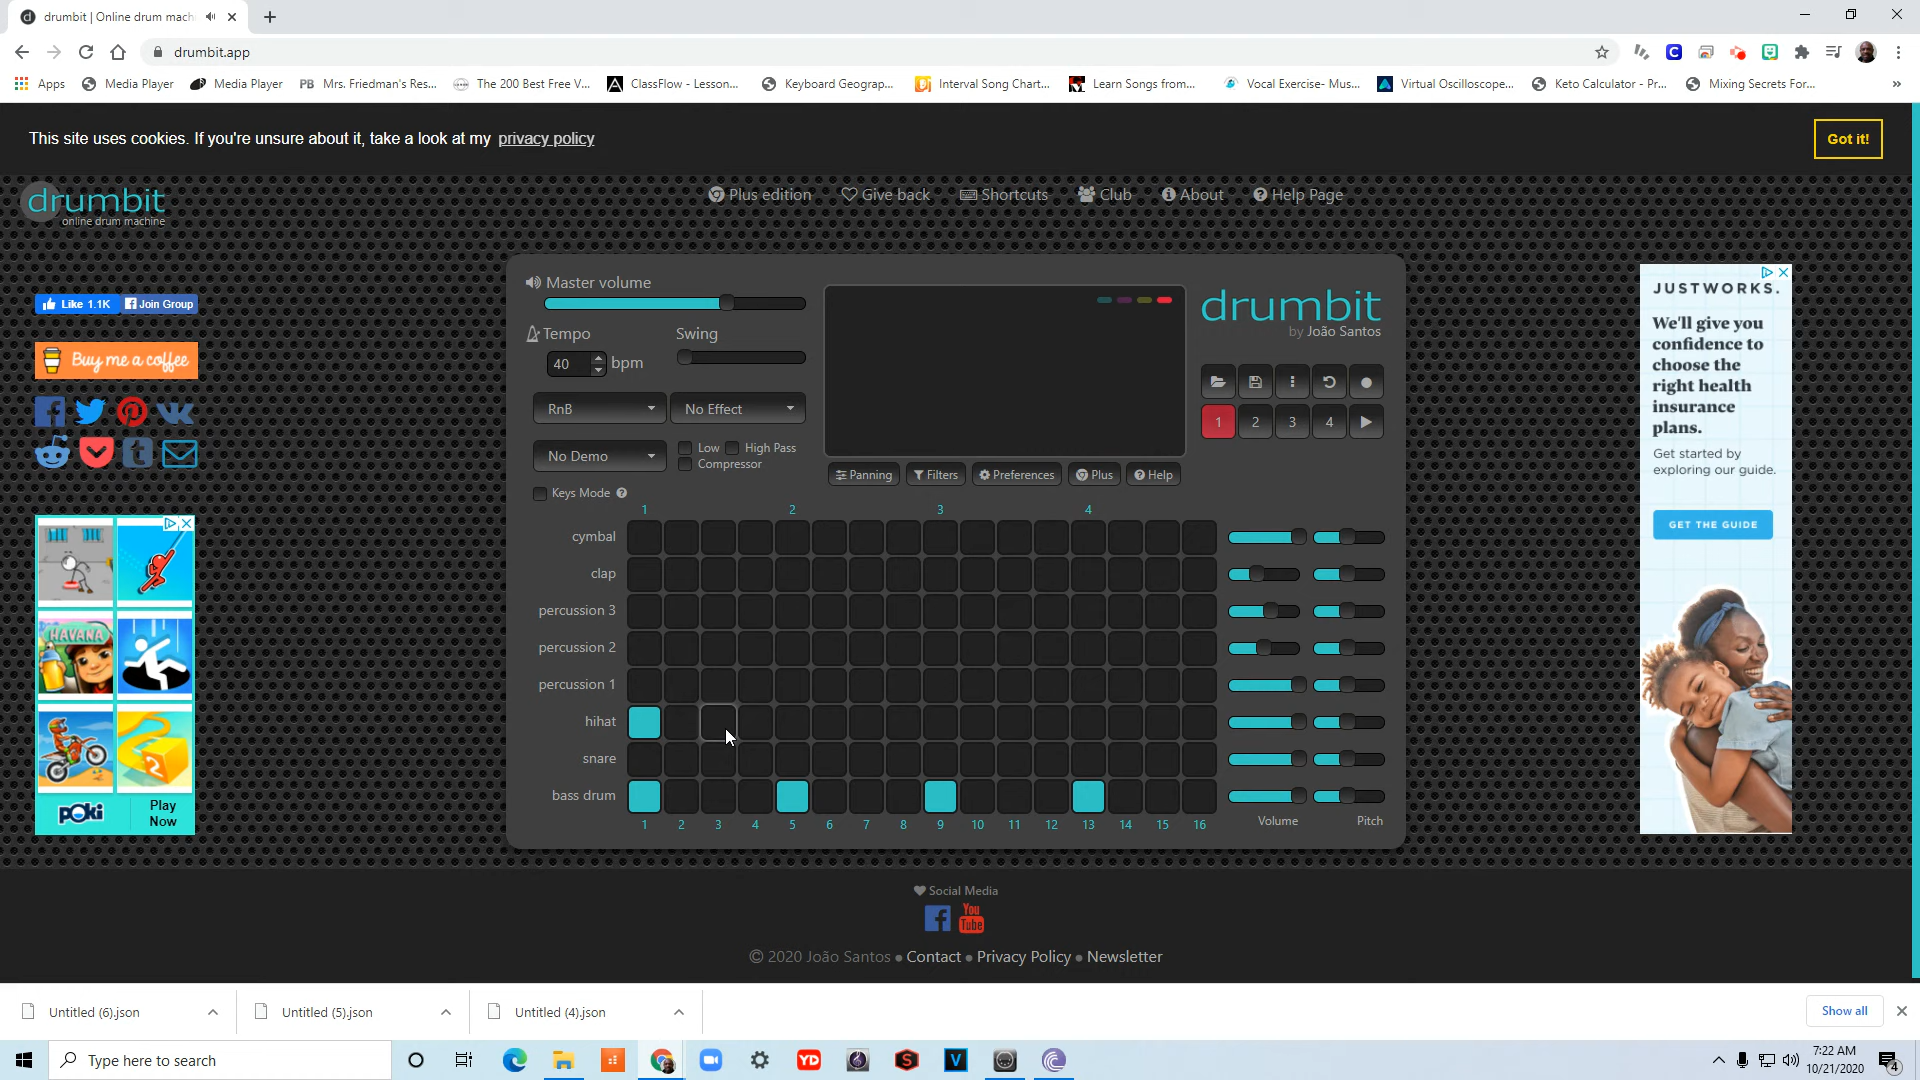 drumbit | Online drum mach
drumbit.app
Apps
Media Player
Media Player
PB Mrs. Friedman's Res...
The 200 Best Free V...
ClassFlow - Lesson...
Keyboard Geograp...
Interval Song Chart...
Learn Songs from...
Vocal Exercise- Mus...
Virtual Oscilloscope...
Keto Calculator - Pr...
Mixing Secrets For...
This site uses cookies. If you're unsure about it, take a look at my privacy policy
Got it!
drumbit
online drum machine
Plus edition
Give back
Shortcuts
Club
About
Help Page
Like 1.1K
Join Group
Buy me a coffee
HAVANA
poki
Play
Now
Master volume
Tempo
Swing
40 bpm
RnB
No Effect
No Demo
Low
High Pass
Compressor
Keys Mode
drumbit
by João Santos
1 2 3 4
Panning
Filters
Preferences
Plus
Help
1 2 3 4
cymbal
clap
percussion 3
percussion 2
percussion 1
hihat
snare
bass drum
1 2 3 4 5 6 7 8 9 10 11 12 13 14 15 16
Volume
Pitch
JUSTWORKS.
We'll give you
confidence to
choose the
right health
insurance
plans.
Get started by
exploring our guide.
GET THE GUIDE
Social Media
You
Tube
© 2020 João Santos • Contact • Privacy Policy • Newsletter
Untitled (6).json
Untitled (5).json
Untitled (4).json
Show all
Type here to search
YD
S
V
7:22 AM
10/21/2020
4